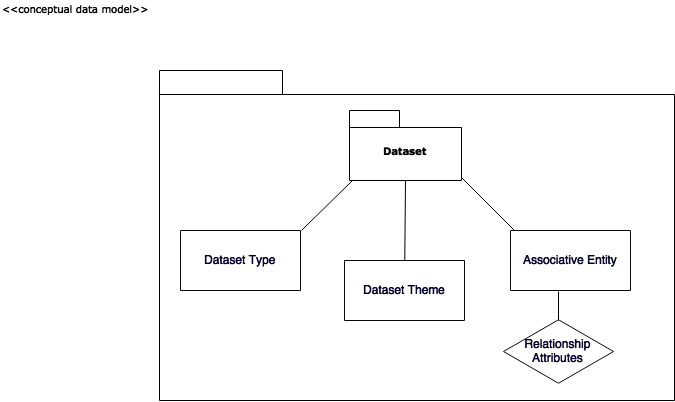 <<conceptual data model>>
Dataset
Dataset Type
Dataset Theme
Associative Entity
Relationship
Attributes